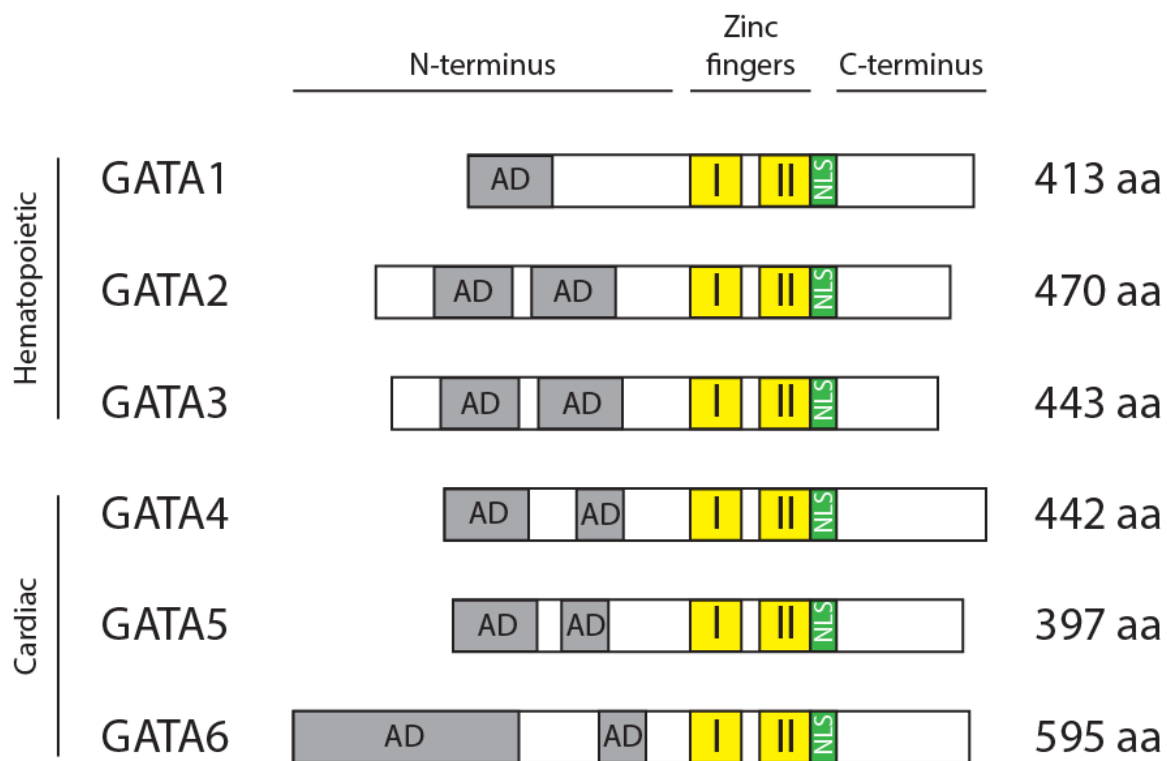 N-terminus
Zinc
fingers
C-terminus
Hematopoietic
GATA1 AD I II NLS 413 aa
GATA2 AD AD I II NLS 470 aa
GATA3 AD AD I II NLS 443 aa
Cardiac
GATA4 AD AD I II NLS 442 aa
GATA5 AD AD I II NLS 397 aa
GATA6 AD AD I II NLS 595 aa